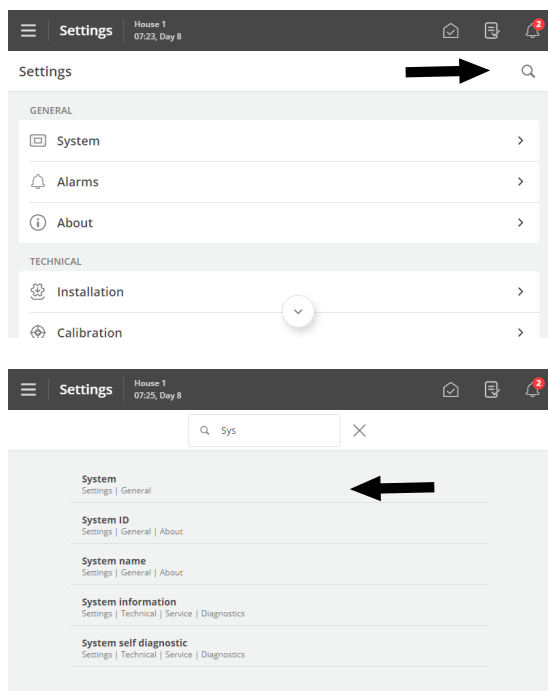 Settings
House 1
07:23, Day 8
2
Settings
GENERAL
System
Alarms
About
TECHNICAL
Installation
Calibration
Settings
House 1
07:25, Day 8
2
Sys
System
Settings | General
System ID
Settings | General | About
System name
Settings | General | About
System information
Settings | Technical | Service | Diagnostics
System self diagnostic
Settings | Technical | Service | Diagnostics